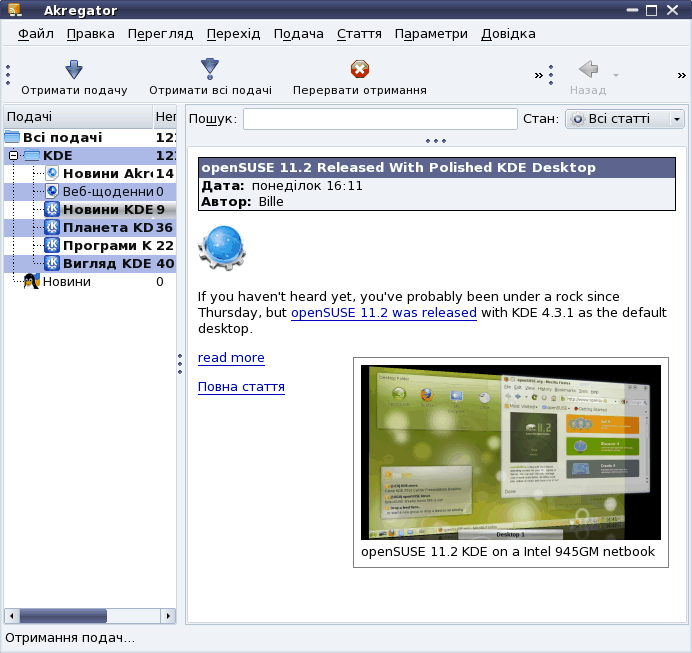 Akregator
Файл Правка Перегляд Перехід Подача Стаття Параметри Довідка
Отримати подачу Отримати всі подачі Перервати отримання » Назад »
Подачі
Всі подачі
KDE
Новини Akre 14
Веб-щоденни 0
Новини KDE 9
Планета KD 36
Програми K 22
Вигляд KDE 40
Новини 0
Пошук: Стан: Всі статті
openSUSE 11.2 Released With Polished KDE Desktop
Дата: понеділок 16:11
Автор: Bille
If you haven't heard yet, you've probably been under a rock since
Thursday, but openSUSE 11.2 was released with KDE 4.3.1 as the default
desktop.
read more
Повна стаття
11.2
Desktop 1
openSUSE 11.2 KDE on a Intel 945GM netbook
Отримання подач...